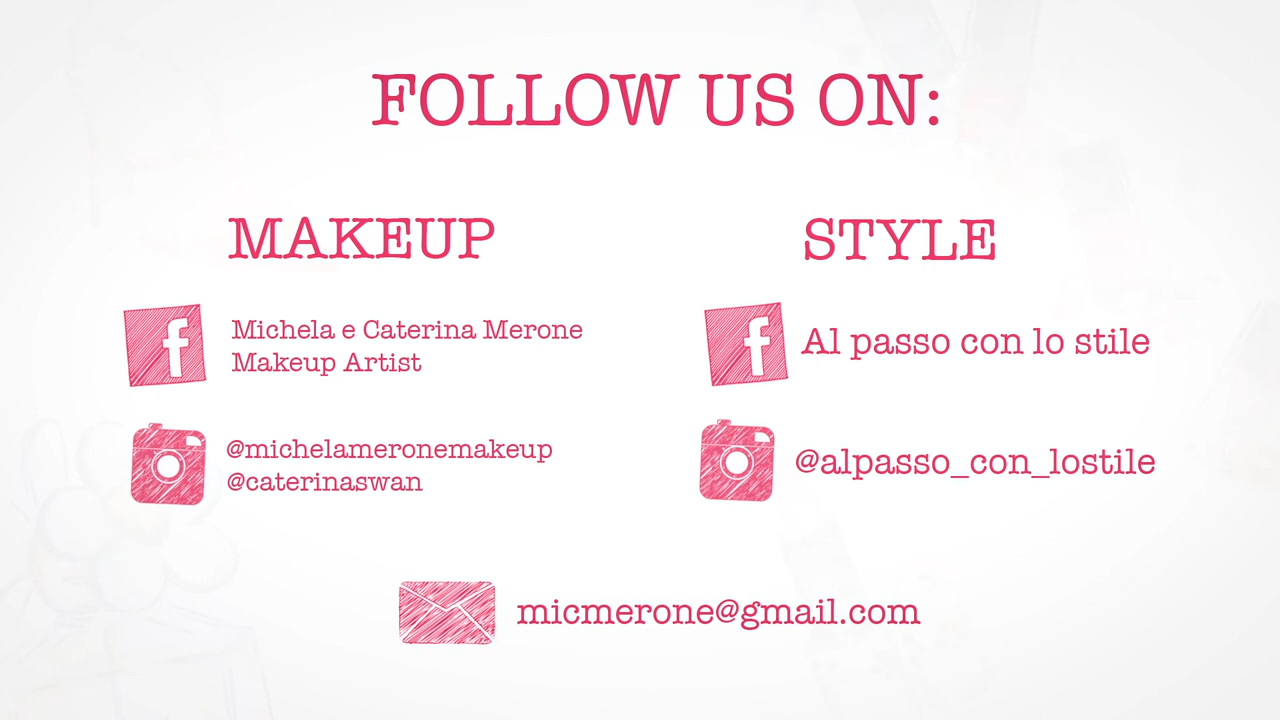 FOLLOW US ON:
MAKEUP
Michela e Caterina Merone
Makeup Artist
@michelameronemakeup
@caterinaswan
STYLE
Al passo con lo stile
@alpasso_con_lostile
micmerone@gmail.com